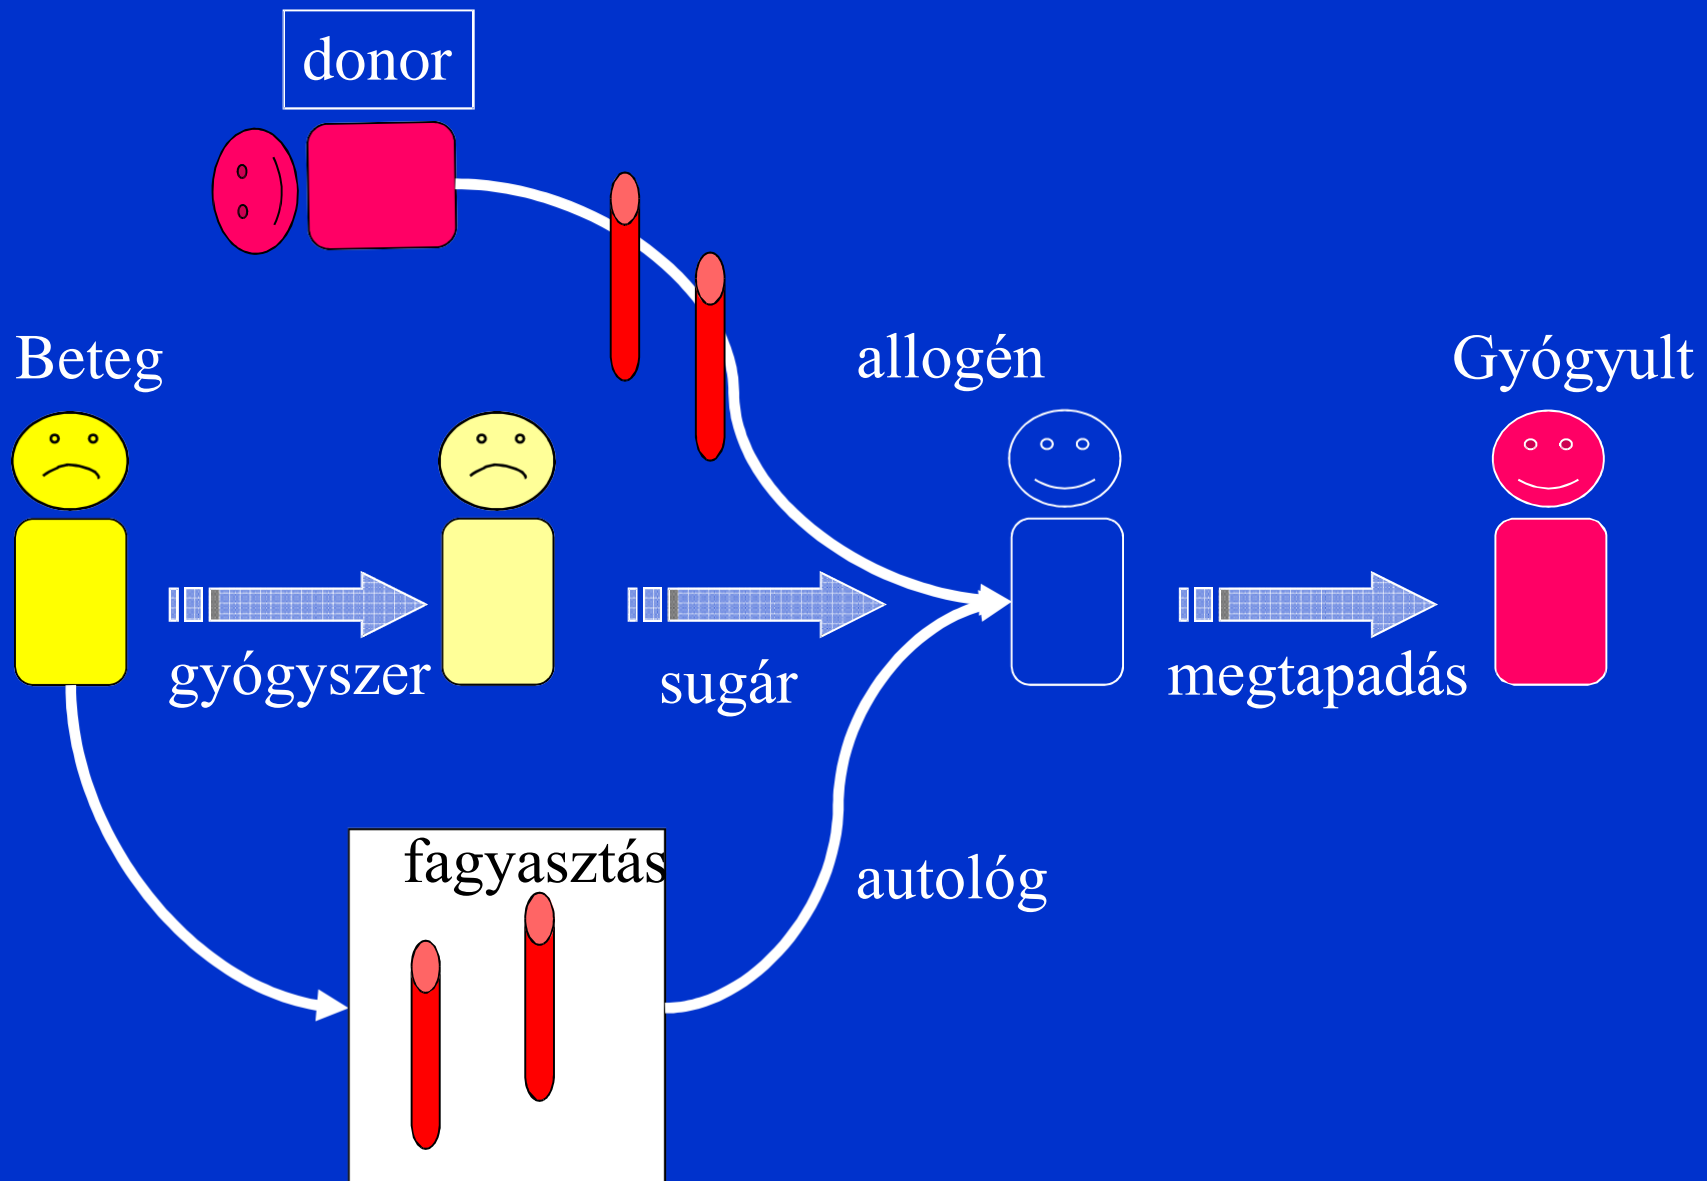 donor
Beteg
allogén
Gyógyult
gyógyszer
sugár
megtapadás
fagyasztás
autológ